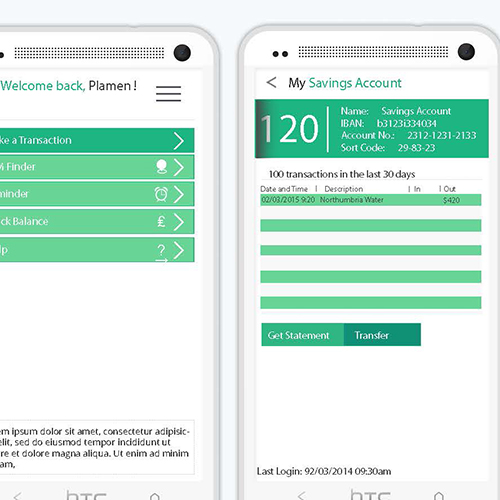 Welcome back, Plamen !
ke a Transaction
Finder
minder
ck Balance
£
lp
?
em ipsum dolor sit amet, consectetur adipisic-
elit, sed do eiusmod tempor incididunt ut
re et dolore magna aliqua. Ut enim ad minim
am,
< My Savings Account
120
Name: Savings Account
IBAN: b3123i334034
Account No.: 2312-1231-2133
Sort Code: 29-83-23
100 transactions in the last 30 days
Date and Time | Description | In | Out
02/03/2015 9:20 Northumbria Water $420
Get Statement Transfer
Last Login: 92/03/2014 09:30am
hTC